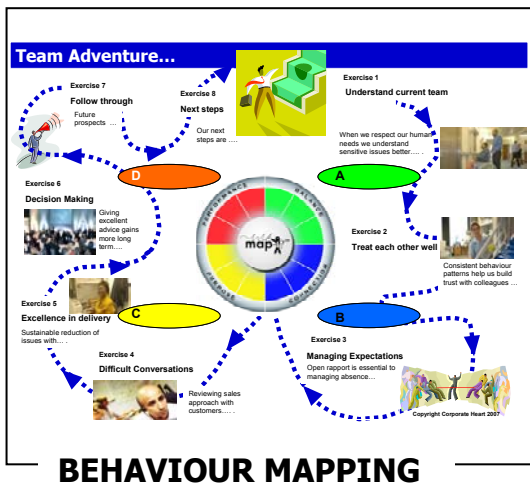 Team Adventure...
Exercise 7
Follow through
Future
prospects ...
Exercise 8
Next steps
Our next
steps are ....
Exercise 1
Understand current team
When we respect our human
needs we understand
sensitive issues better.... .
D
A
PERFORMANCE
BALANCE
map
PURPOSE
CONNECTION
Exercise 6
Decision Making
Giving
excellent
advice gains
more long
term....
Exercise 2
Treat each other well
Consistent behaviour
patterns help us build
trust with colleagues ...
Exercise 5
Excellence in delivery
Sustainable reduction of
issues with... .
C
B
Exercise 4
Difficult Conversations
Reviewing sales
approach with
customers.... .
Exercise 3
Managing Expectations
Open rapport is essential to
managing absence...
Copyright Corporate Heart 2007
BEHAVIOUR MAPPING